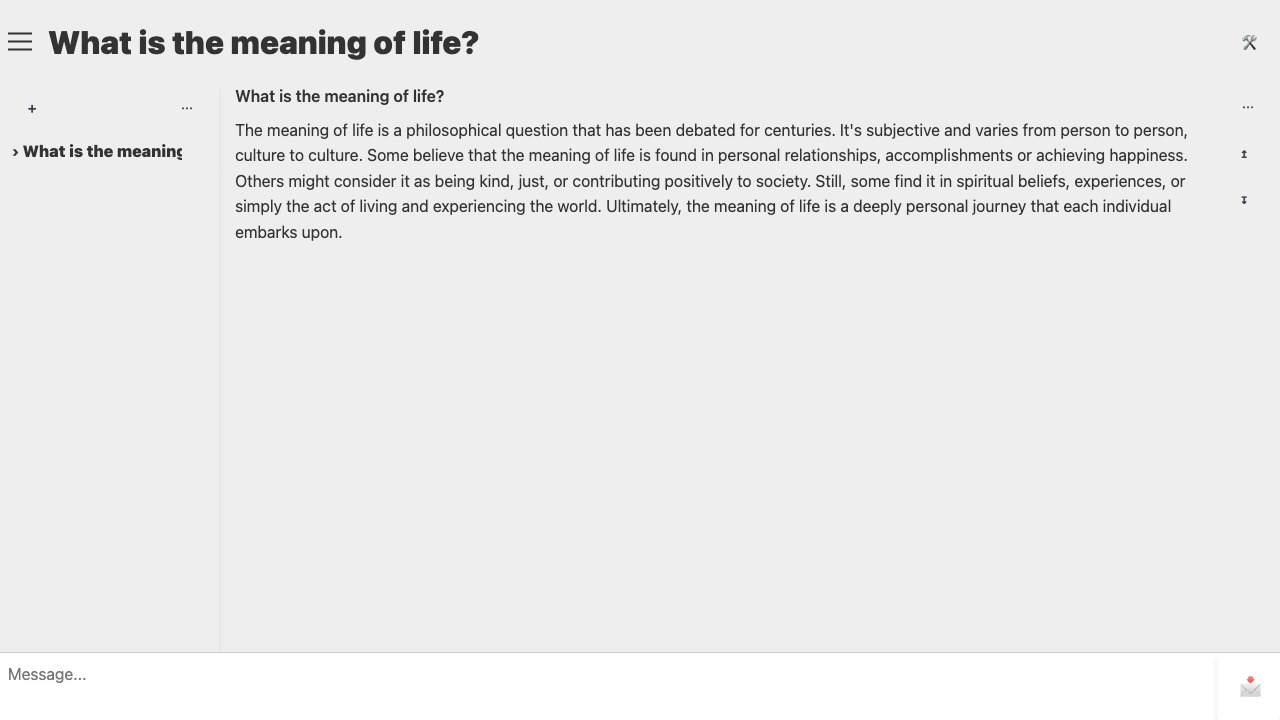 What is the meaning of life?
+ ...
› What is the meaning
What is the meaning of life?
The meaning of life is a philosophical question that has been debated for centuries. It's subjective and varies from person to person,
culture to culture. Some believe that the meaning of life is found in personal relationships, accomplishments or achieving happiness.
Others might consider it as being kind, just, or contributing positively to society. Still, some find it in spiritual beliefs, experiences, or
simply the act of living and experiencing the world. Ultimately, the meaning of life is a deeply personal journey that each individual
embarks upon.
...
↥
↧
Message...